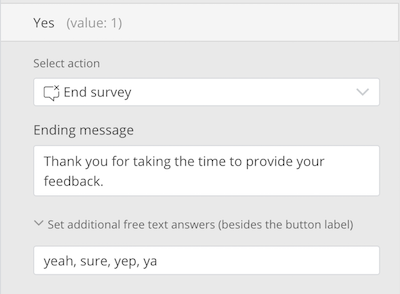 Yes (value: 1)
Select action
End survey
Ending message
Thank you for taking the time to provide your
feedback.
Set additional free text answers (besides the button label)
yeah, sure, yep, ya